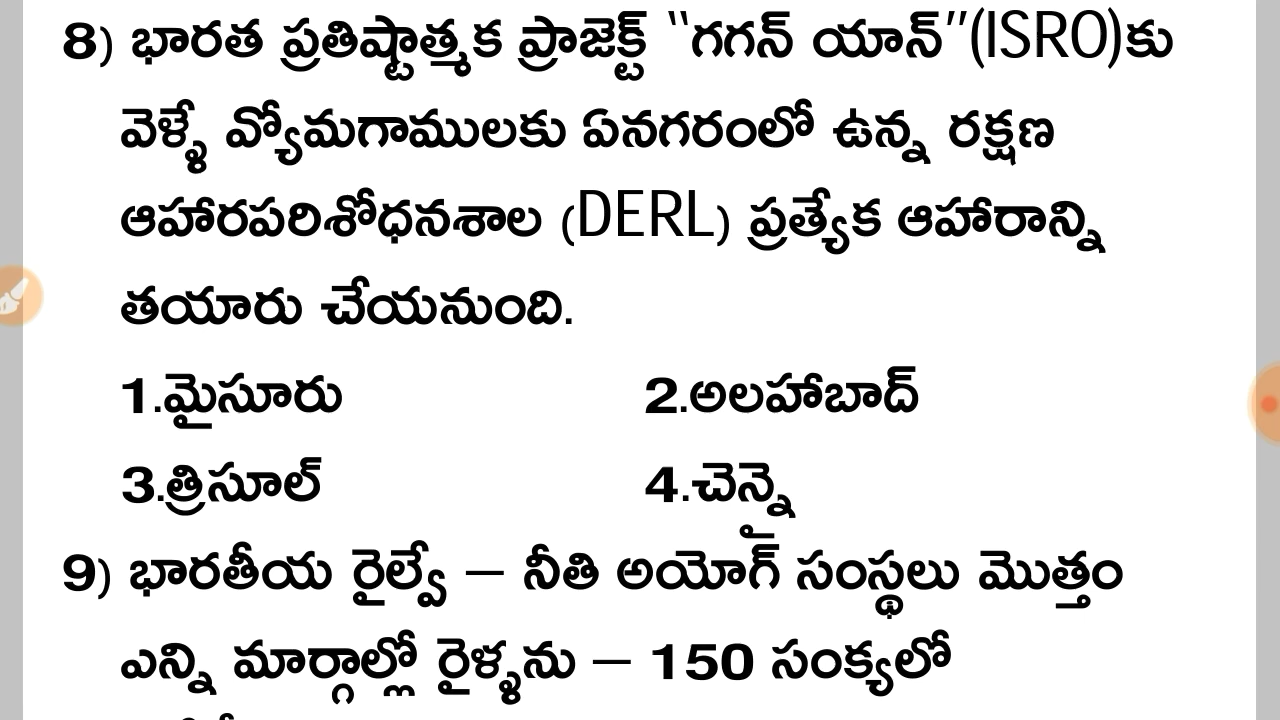 8) భారత ప్రతిష్టాత్మక ప్రాజెక్ట్ “గగన్ యాన్”(ISRO)కు
వెళ్ళే వ్యోమగాములకు ఏనగరంలో ఉన్న రక్షణ
ఆహారపరిశోధనశాల (DERL) ప్రత్యేక ఆహారాన్ని
తయారు చేయనుంది.
1.మైసూరు 2.అలహాబాద్
3.త్రిసూల్ 4.చెన్నై
9) భారతీయ రైల్వే – నీతి అయోగ్ సంస్థలు మొత్తం
ఎన్ని మార్గాల్లో రైళ్ళను – 150 సంక్యలో